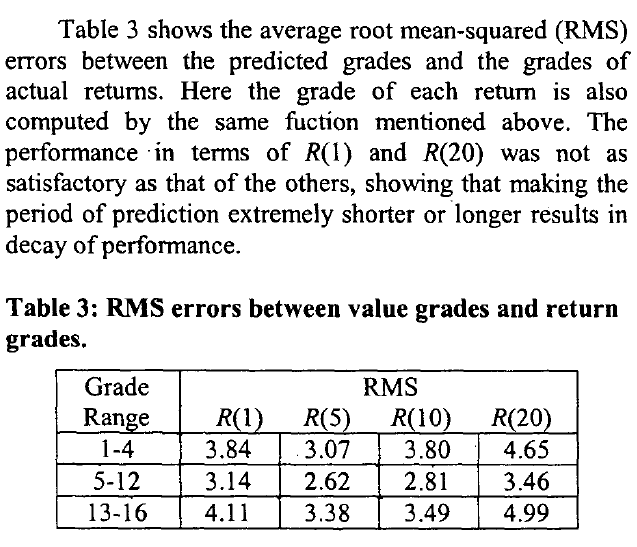 Table 3 shows the average root mean-squared (RMS)
errors between the predicted grades and the grades of
actual returns. Here the grade of each return is also
computed by the same fuction mentioned above. The
performance in terms of R(1) and R(20) was not as
satisfactory as that of the others, showing that making the
period of prediction extremely shorter or longer results in
decay of performance.
Table 3: RMS errors between value grades and return
grades.
Grade RMS
Range R(1) R(5) R(10) R(20)
1-4 3.84 3.07 3.80 4.65
5-12 3.14 2.62 2.81 3.46
13-16 4.11 3.38 3.49 4.99